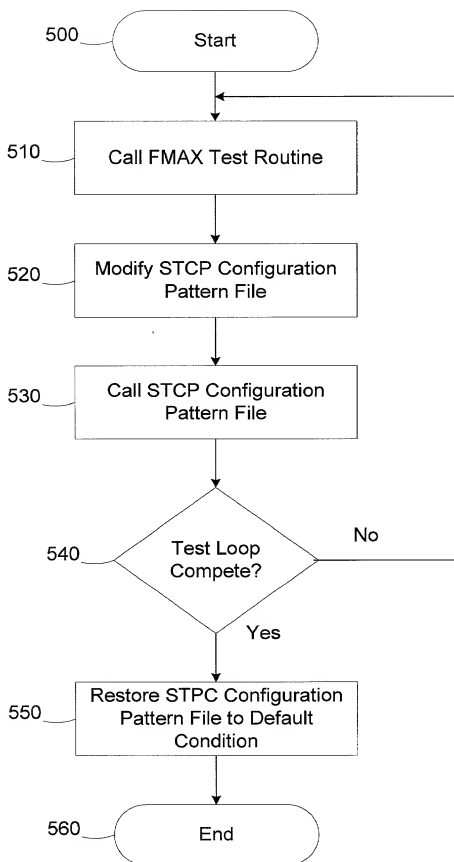 500
Start
510
Call FMAX Test Routine
520
Modify STCP Configuration
Pattern File
530
Call STCP Configuration
Pattern File
540
Test Loop
Compete?
No
Yes
550
Restore STPC Configuration
Pattern File to Default
Condition
560
End